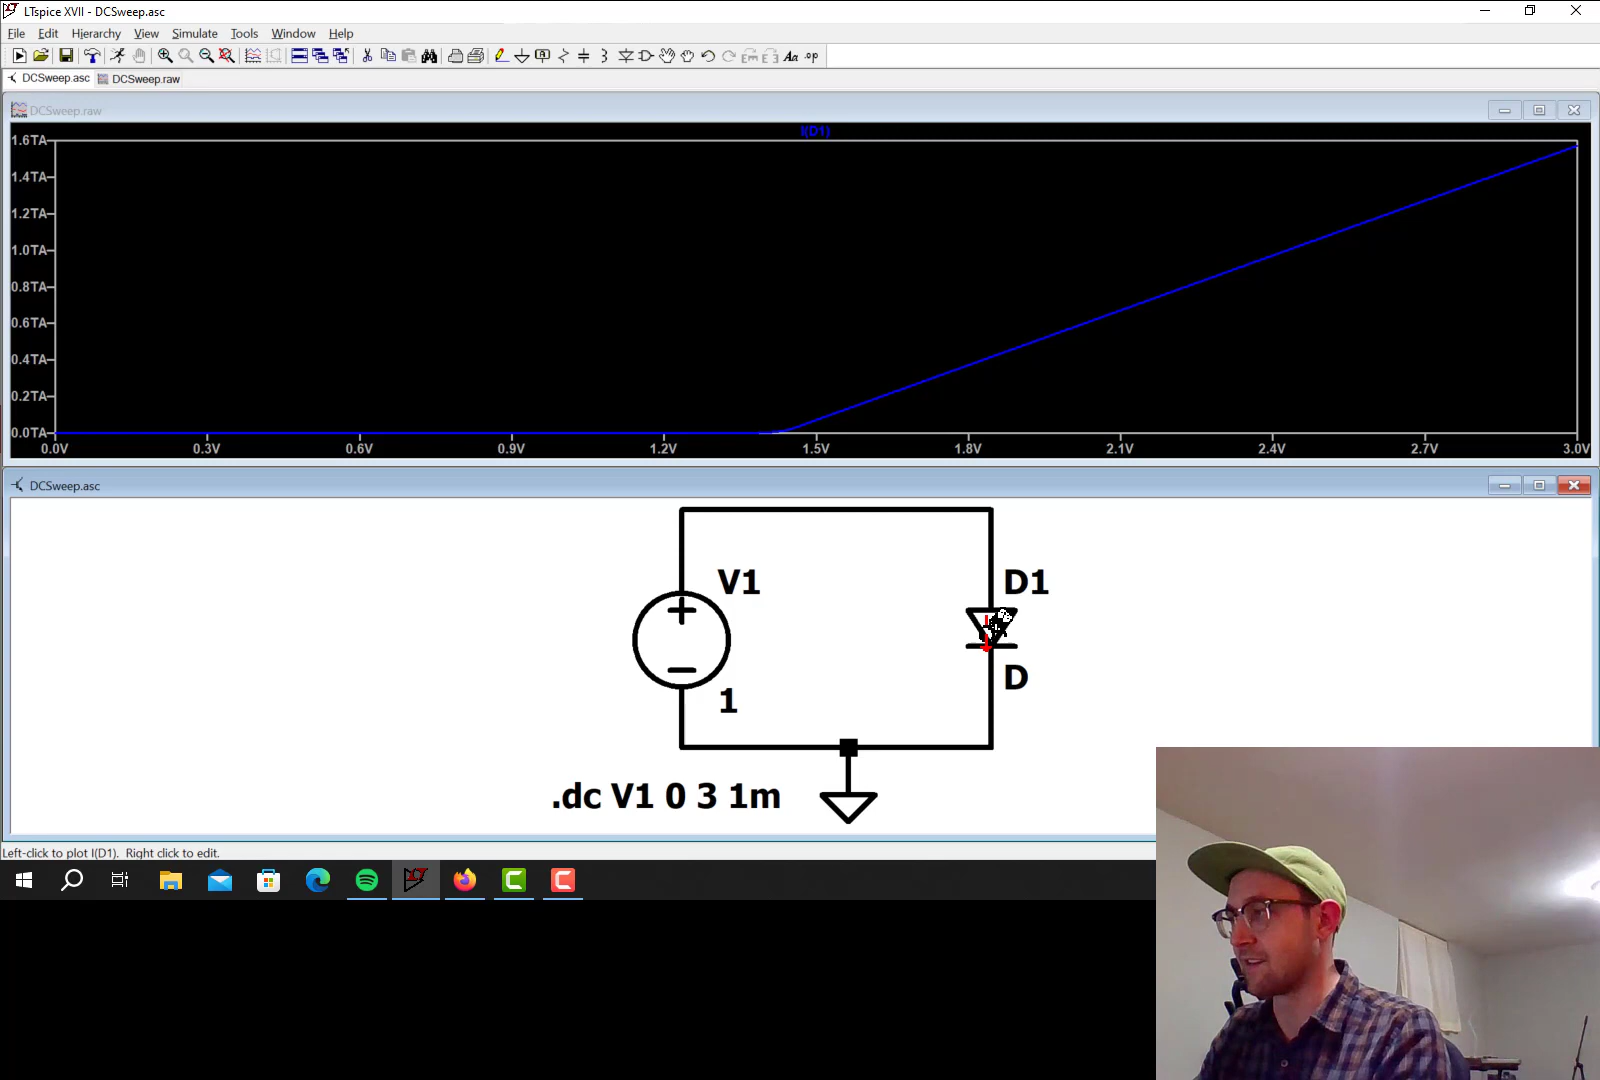 LTspice XVII - DCSweep.asc
File Edit Hierarchy View Simulate Tools Window Help
DCSweep.asc DCSweep.raw
DCSweep.raw
I(D1)
1.6TA
1.4TA
1.2TA
1.0TA
0.8TA
0.6TA
0.4TA
0.2TA
0.0TA
0.0V 0.3V 0.6V 0.9V 1.2V 1.5V 1.8V 2.1V 2.4V 2.7V 3.0V
DCSweep.asc
V1 D1
D
1
.dc V1 0 3 1m
Left-click to plot I(D1). Right click to edit.